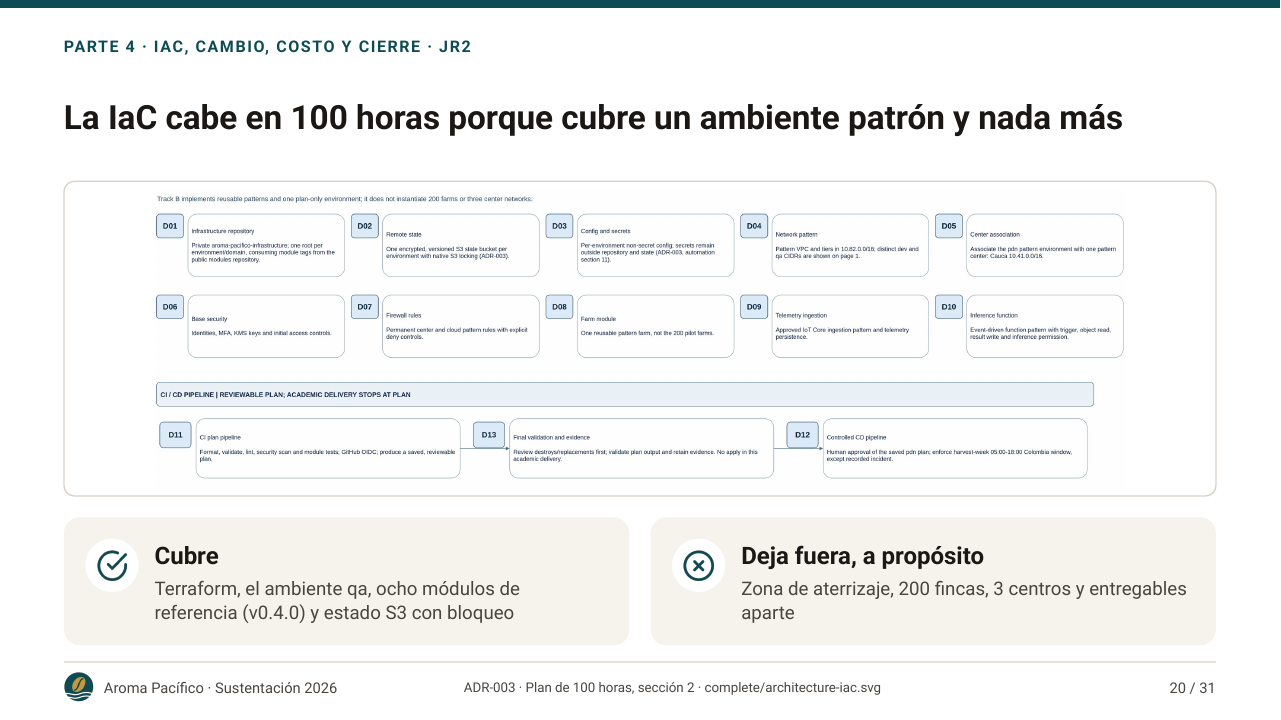 PARTE 4 · IAC, CAMBIO, COSTO Y CIERRE · JR2
La IaC cabe en 100 horas porque cubre un ambiente patrón y nada más
Track B implements reusable patterns and one plan-only environment; it does not instantiate 200 farms or three center networks.
D01
Infrastructure repository
Private aroma-pacifico-infrastructure: one root per
environment/domain, consuming module tags from the
public modules repository.
D02
Remote state
One encrypted, versioned S3 state bucket per
environment with native S3 locking (ADR-003).
D03
Config and secrets
Per-environment non-secret config; secrets remain
outside repository and state (ADR-003, automation
section 11).
D04
Network pattern
Pattern VPC and tiers in 10.82.0.0/16; distinct dev and
qa CIDRs are shown on page 1.
D05
Center association
Associate the pdn pattern environment with one pattern
center: Cauca 10.41.0.0/16.
D06
Base security
Identities, MFA, KMS keys and initial access controls.
D07
Firewall rules
Permanent center and cloud pattern rules with explicit
deny controls.
D08
Farm module
One reusable pattern farm, not the 200 pilot farms.
D09
Telemetry ingestion
Approved IoT Core ingestion pattern and telemetry
persistence.
D10
Inference function
Event-driven function pattern with trigger, object read,
result write and inference permission.
CI / CD PIPELINE | REVIEWABLE PLAN; ACADEMIC DELIVERY STOPS AT PLAN
D11
CI plan pipeline
Format, validate, lint, security scan and module tests; GitHub OIDC; produce a saved, reviewable
plan.
D13
Final validation and evidence
Review destroys/replacements first; validate plan output and retain evidence. No apply in this
academic delivery.
D12
Controlled CD pipeline
Human approval of the saved pdn plan; enforce harvest-week 05:00-18:00 Colombia window,
except recorded incident.
Cubre
Terraform, el ambiente qa, ocho módulos de
referencia (v0.4.0) y estado S3 con bloqueo
Deja fuera, a propósito
Zona de aterrizaje, 200 fincas, 3 centros y entregables
aparte
Aroma Pacífico · Sustentación 2026
ADR-003 · Plan de 100 horas, sección 2 · complete/architecture-iac.svg
20 / 31